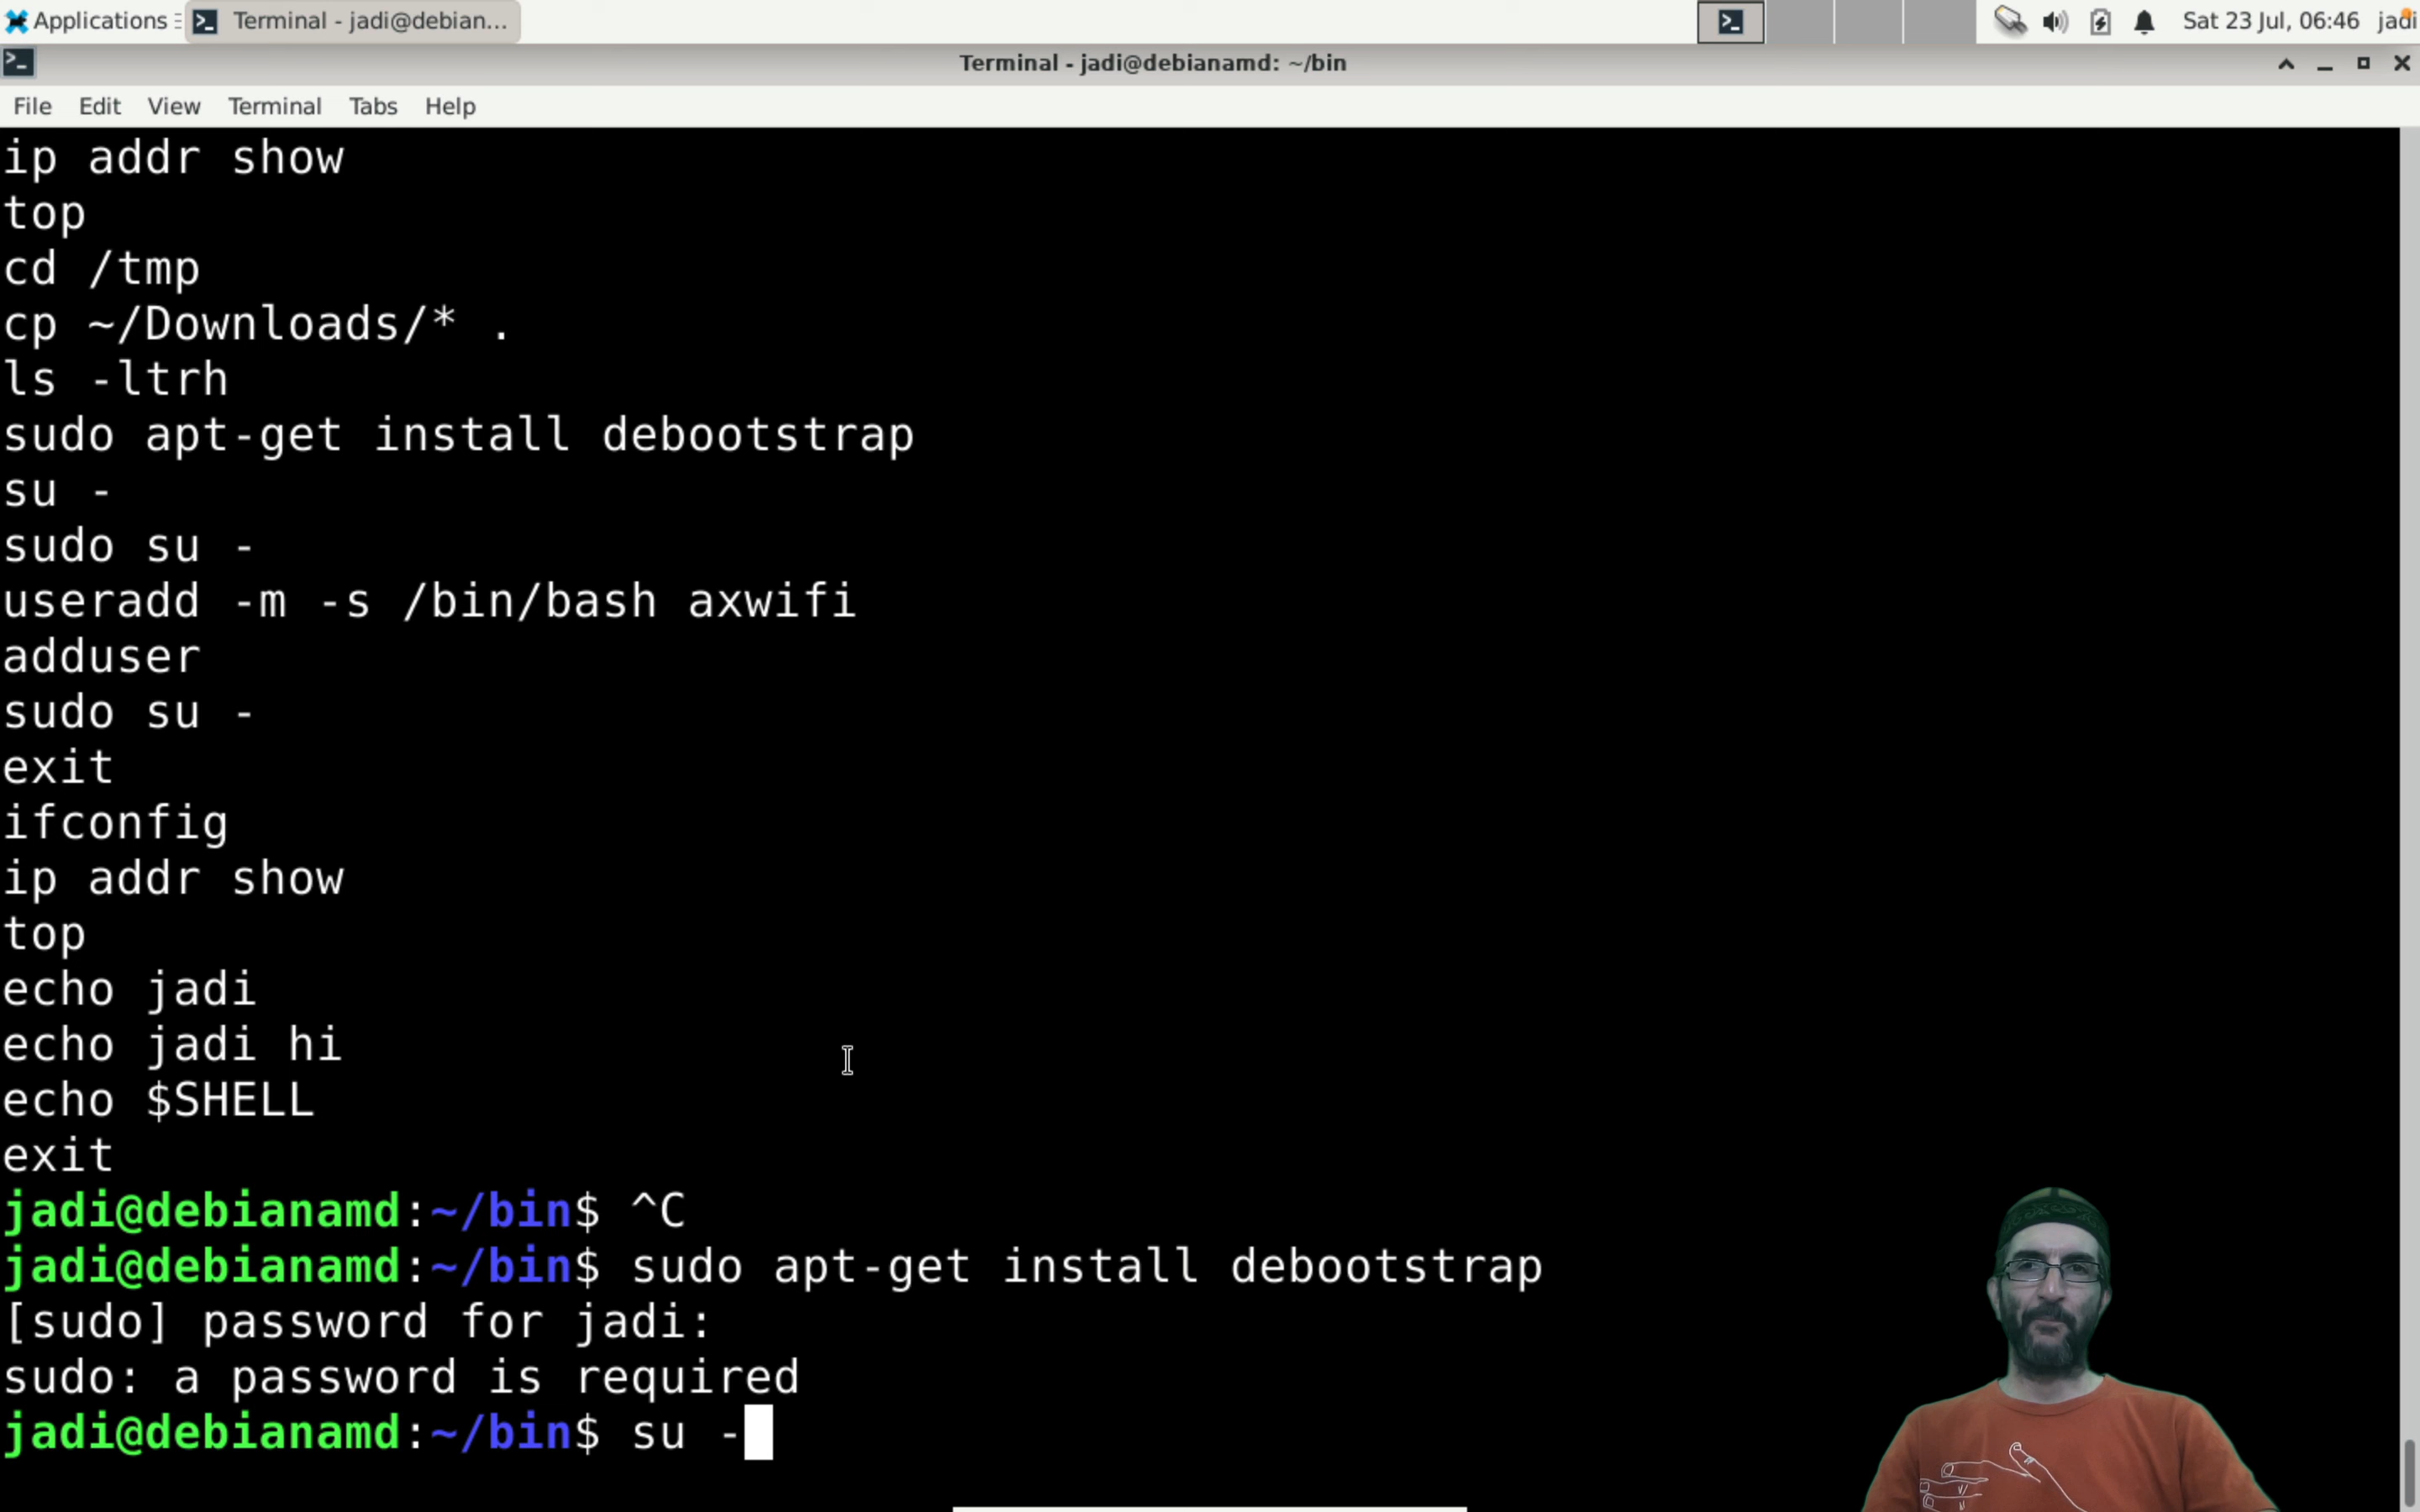 Applications
Terminal - jadi@debian...
Sat 23 Jul, 06:46
jadi
Terminal - jadi@debianamd: ~/bin
File Edit View Terminal Tabs Help
ip addr show
top
cd /tmp
cp ~/Downloads/* .
ls -ltrh
sudo apt-get install debootstrap
su -
sudo su -
useradd -m -s /bin/bash axwifi
adduser
sudo su -
exit
ifconfig
ip addr show
top
echo jadi
echo jadi hi
echo $SHELL
exit
jadi@debianamd:~/bin$ ^C
jadi@debianamd:~/bin$ sudo apt-get install debootstrap
[sudo] password for jadi:
sudo: a password is required
jadi@debianamd:~/bin$ su -